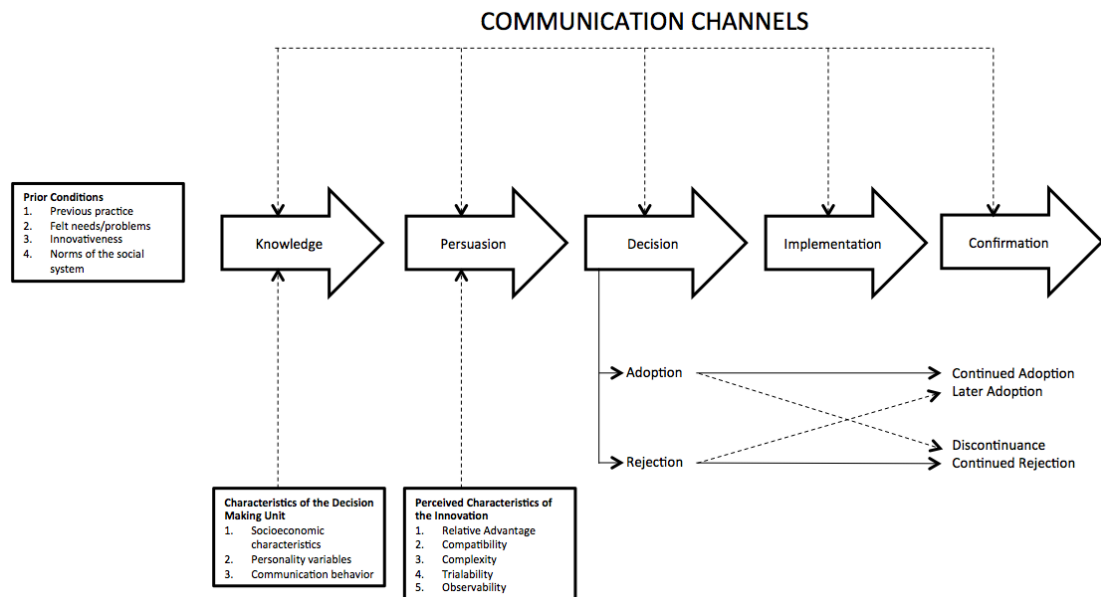 COMMUNICATION CHANNELS
Prior Conditions
1. Previous practice
2. Felt needs/problems
3. Innovativeness
4. Norms of the social
system
Knowledge
Persuasion
Decision
Implementation
Confirmation
Adoption
Rejection
Continued Adoption
Later Adoption
Discontinuance
Continued Rejection
Characteristics of the Decision
Making Unit
1. Socioeconomic
characteristics
2. Personality variables
3. Communication behavior
Perceived Characteristics of
the Innovation
1. Relative Advantage
2. Compatibility
3. Complexity
4. Trialability
5. Observability